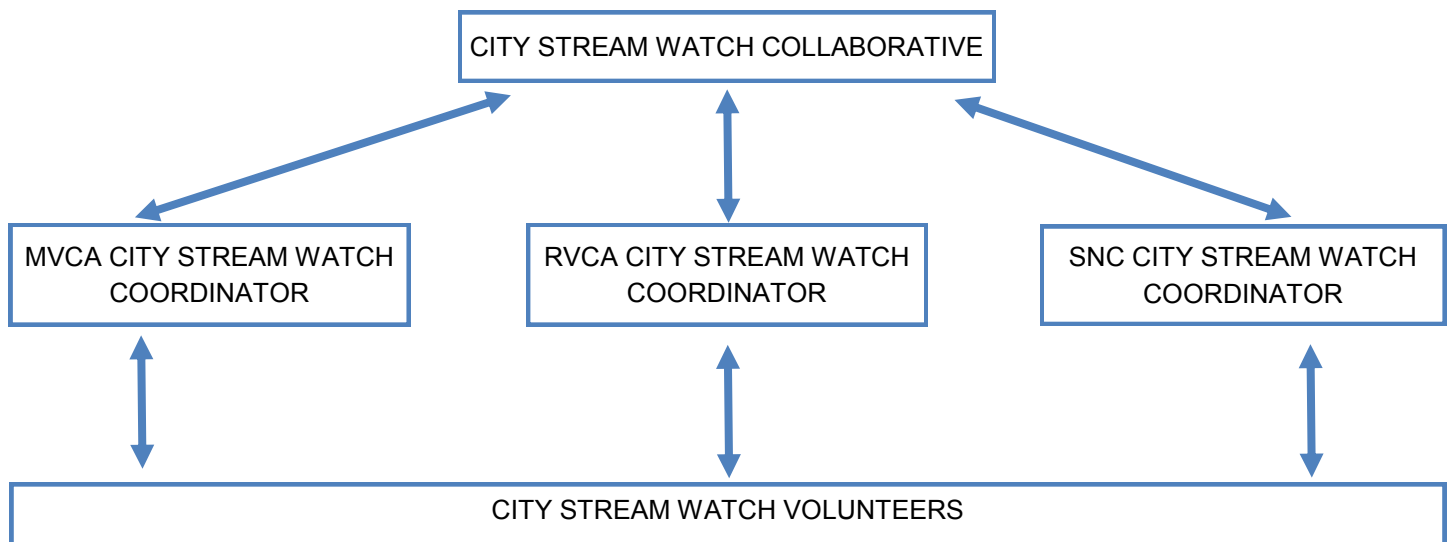 CITY STREAM WATCH COLLABORATIVE
MVCA CITY STREAM WATCH
COORDINATOR
RVCA CITY STREAM WATCH
COORDINATOR
SNC CITY STREAM WATCH
COORDINATOR
CITY STREAM WATCH VOLUNTEERS